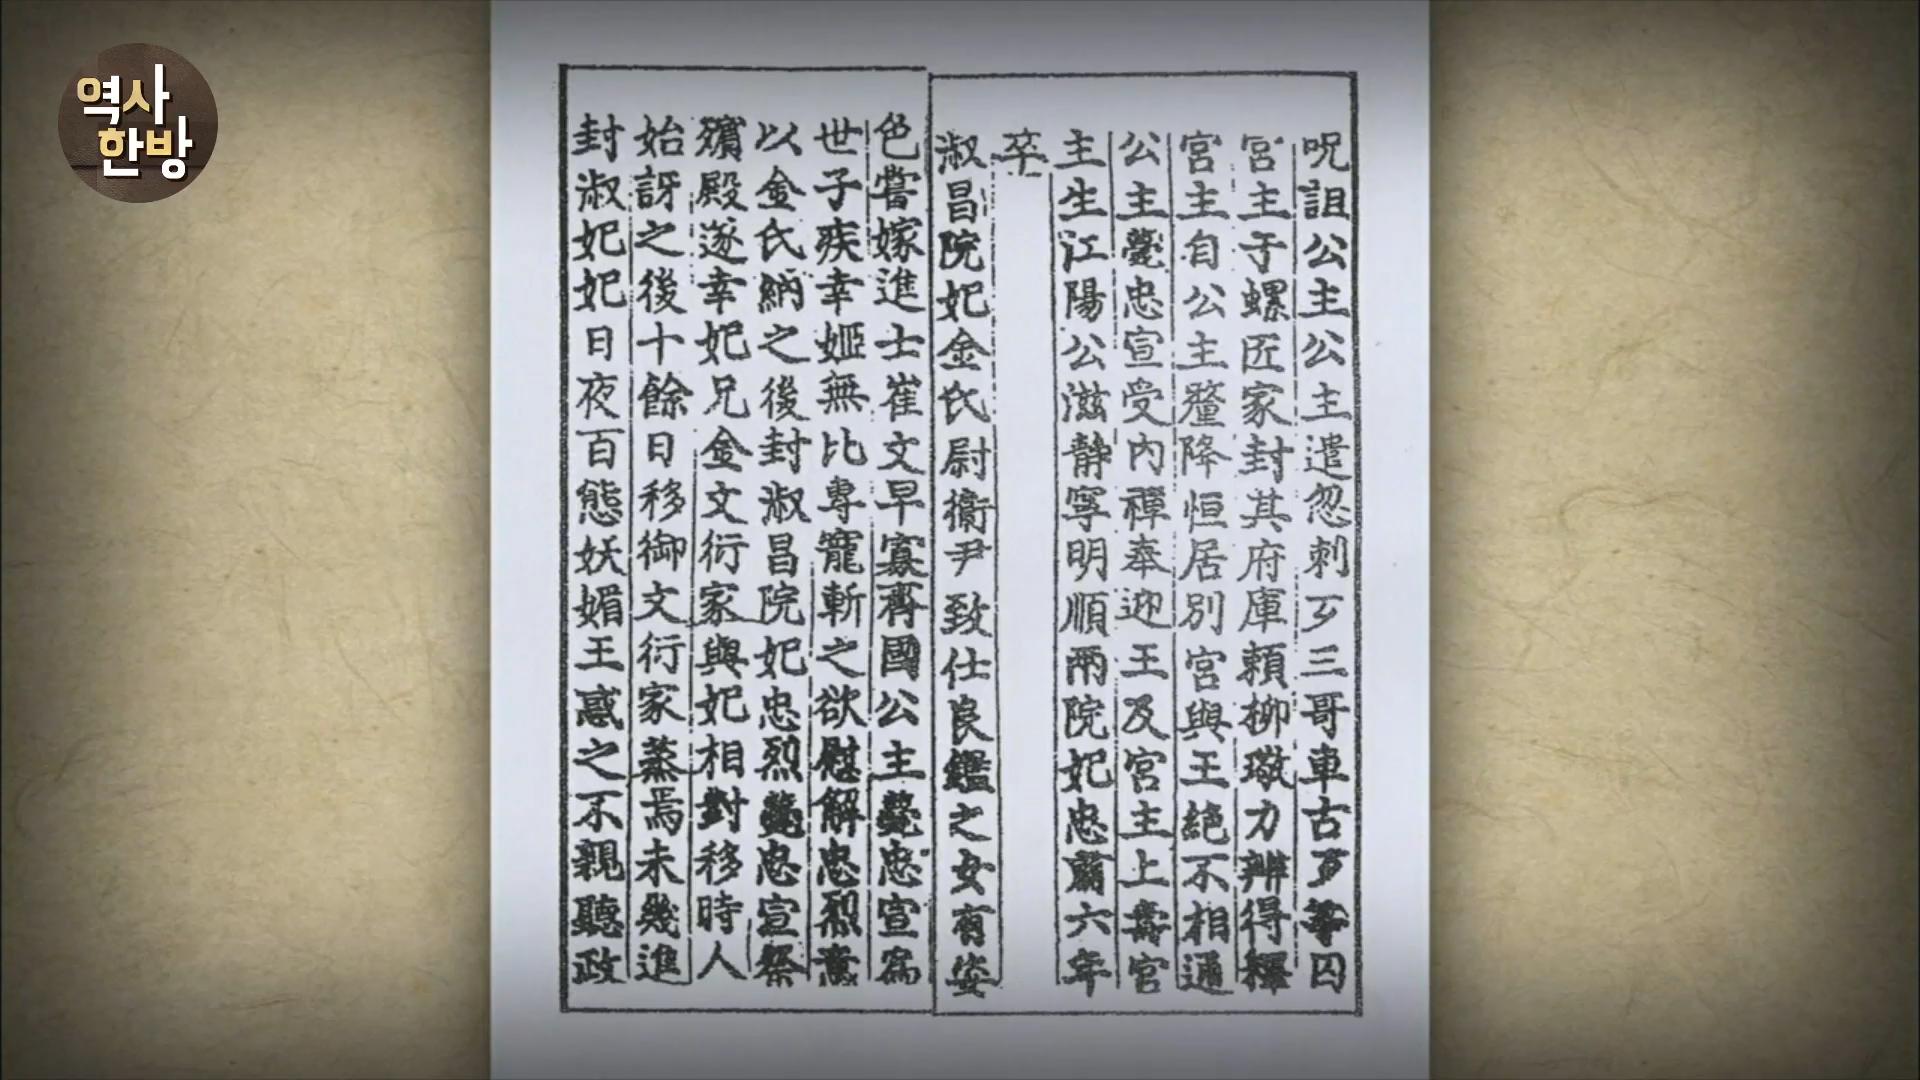 역사
한방
呪詛公主公主遣忽刺歹三哥車古歹等囚
宮主于螺匠家封其府庫賴柳璥力辨得釋
宮主自公主釐降恒居別宮與王絶不相通
公主薨忠宣受內禪奉迎王及宮主上壽宮
主生江陽公滋靜寧明順兩院妃忠肅六年
卒
淑昌院妃金氏尉衛尹致仕良鑑之女有姿
色嘗嫁進士崔文早寡齊國公主薨忠宣爲
世子疾幸姬無比專寵斬之欲慰解忠烈意
以金氏納之後封淑昌院妃忠烈薨忠宣祭
殯殿遂幸妃兄金文衍家與妃相對移時人
始訝之後十餘日移御文衍家蒸焉未幾進
封淑妃妃日夜百態妖媚王惑之不親聽政